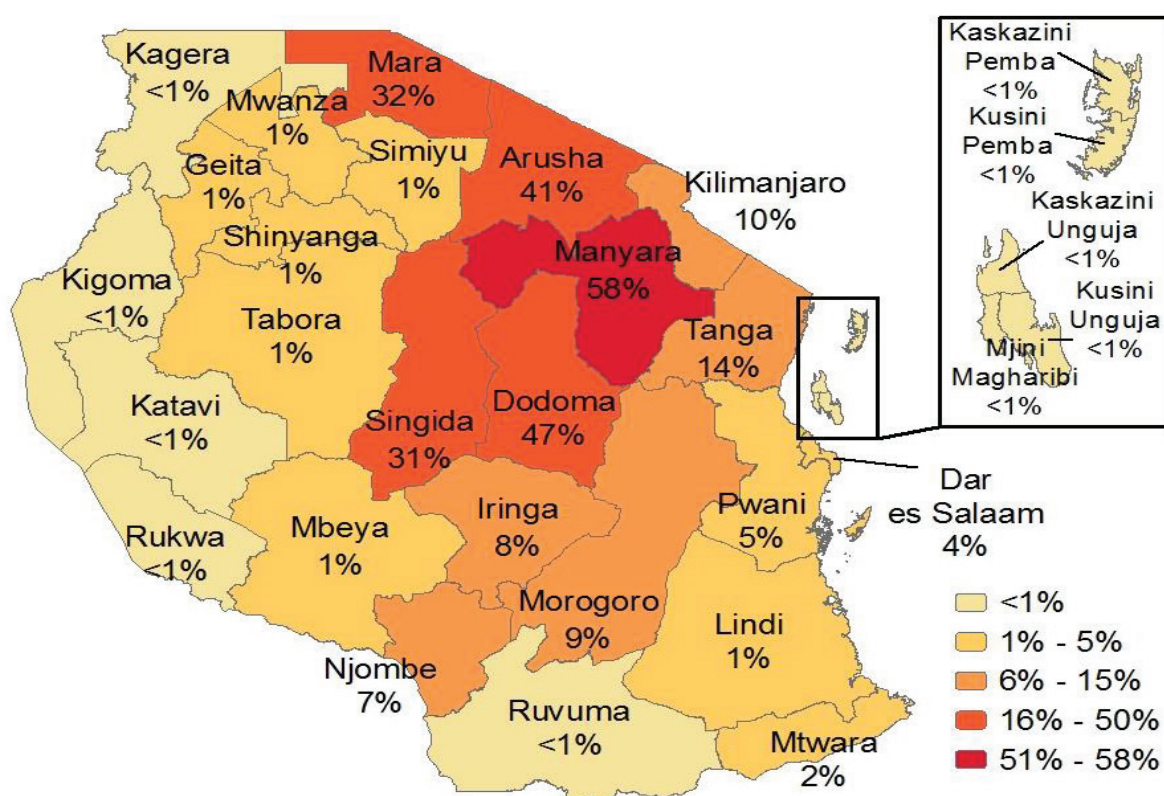 Kagera
<1%
Mara
32%
Mwanza
1%
Simiyu
1%
Geita
1%
Arusha
41%
Kilimanjaro
10%
Shinyanga
1%
Manyara
58%
Kigoma
<1%
Tabora
1%
Tanga
14%
Katavi
<1%
Singida
31%
Dodoma
47%
Rukwa
<1%
Mbeya
1%
Iringa
8%
Pwani
5%
Dar
es Salaam
4%
Morogoro
9%
Lindi
1%
Njombe
7%
Ruvuma
<1%
Mtwara
2%
Kaskazini
Pemba
<1%
Kusini
Pemba
<1%
Kaskazini
Unguja
<1%
Kusini
Unguja
<1%
Mjini
Magharibi
<1%
<1%
1% - 5%
6% - 15%
16% - 50%
51% - 58%